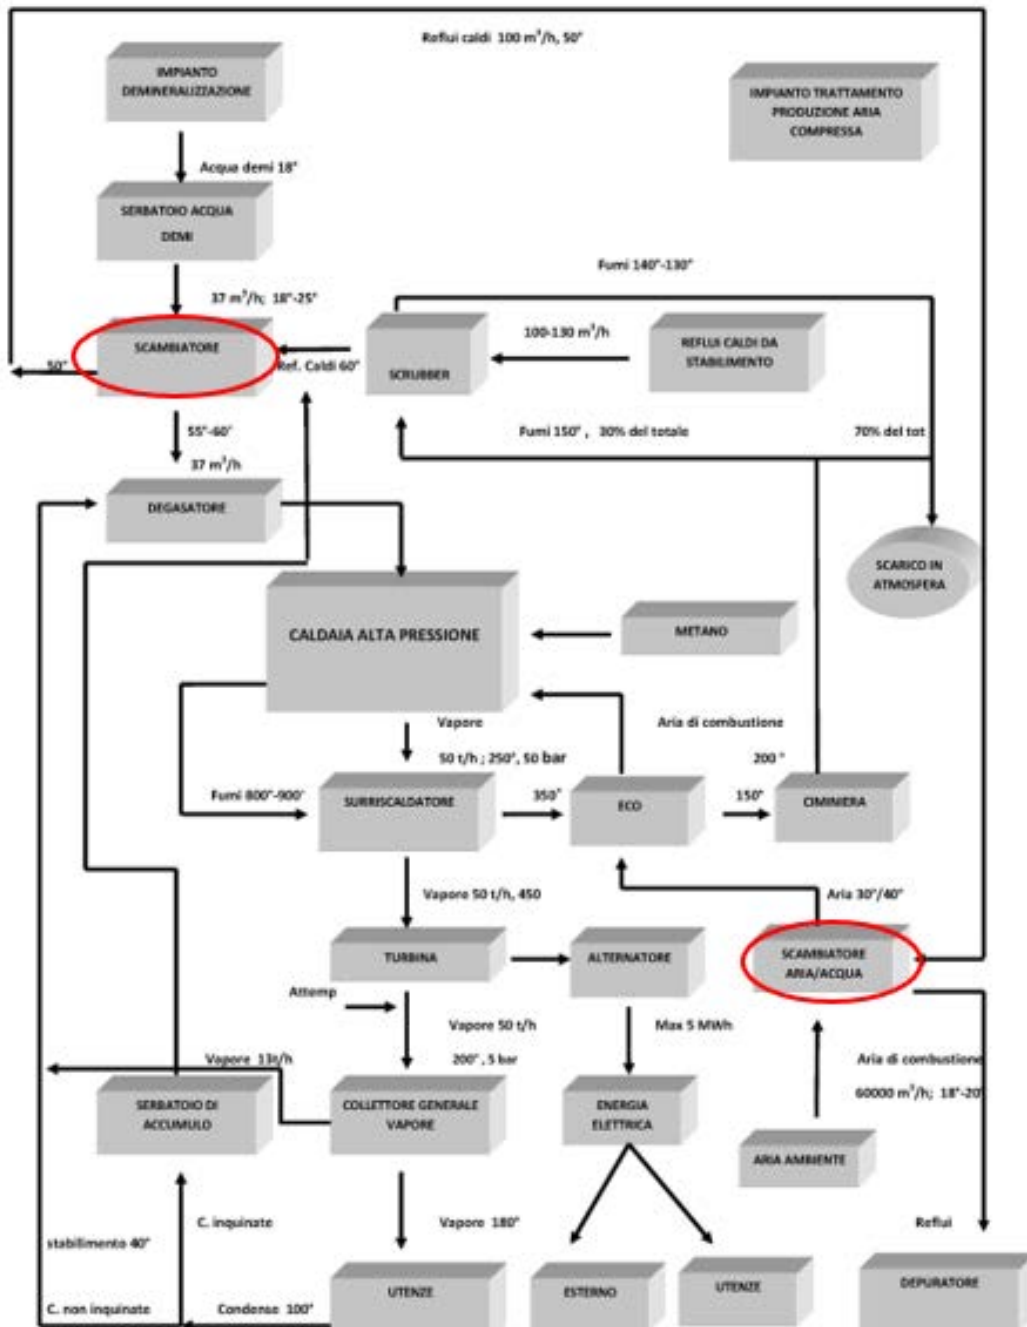 Reflui caldi 100 m³/h, 50°
IMPIANTO
DEMINERALIZZAZIONE
IMPIANTO TRATTAMENTO
PRODUZIONE ARIA
COMPRESSA
Acqua demi 18°
SERBATOIO ACQUA
DEMI
Fumi 140°-130°
37 m³/h; 18°-25°
SCAMBIATORE
50°
Ref. Caldi 60°
SCRUBBER
100-130 m³/h
REFLUI CALDI DA
STABILIMENTO
55°-60°
37 m³/h
Fumi 150° , 30% del totale
70% del tot
DEGASATORE
SCARICO IN
ATMOSFERA
CALDAIA ALTA PRESSIONE
METANO
Vapore
50 t/h ; 250°, 50 bar
Aria di combustione
200 °
Fumi 800°-900°
SURRISCALDATORE
350°
ECO
150°
CIMINIERA
Vapore 50 t/h, 450
Aria 30°/40°
TURBINA
ALTERNATORE
SCAMBIATORE
ARIA/ACQUA
Attemp
Vapore 50 t/h
200°, 5 bar
Max 5 MWh
Vapore 13t/h
Aria di combustione
60000 m³/h; 18°-20°
SERBATOIO DI
ACCUMULO
COLLETTORE GENERALE
VAPORE
ENERGIA
ELETTRICA
ARIA AMBIENTE
C. inquinate
Vapore 180°
Reflui
stabilimento 40°
UTENZE
ESTERNO
UTENZE
DEPURATORE
C. non inquinate
Condense 100°